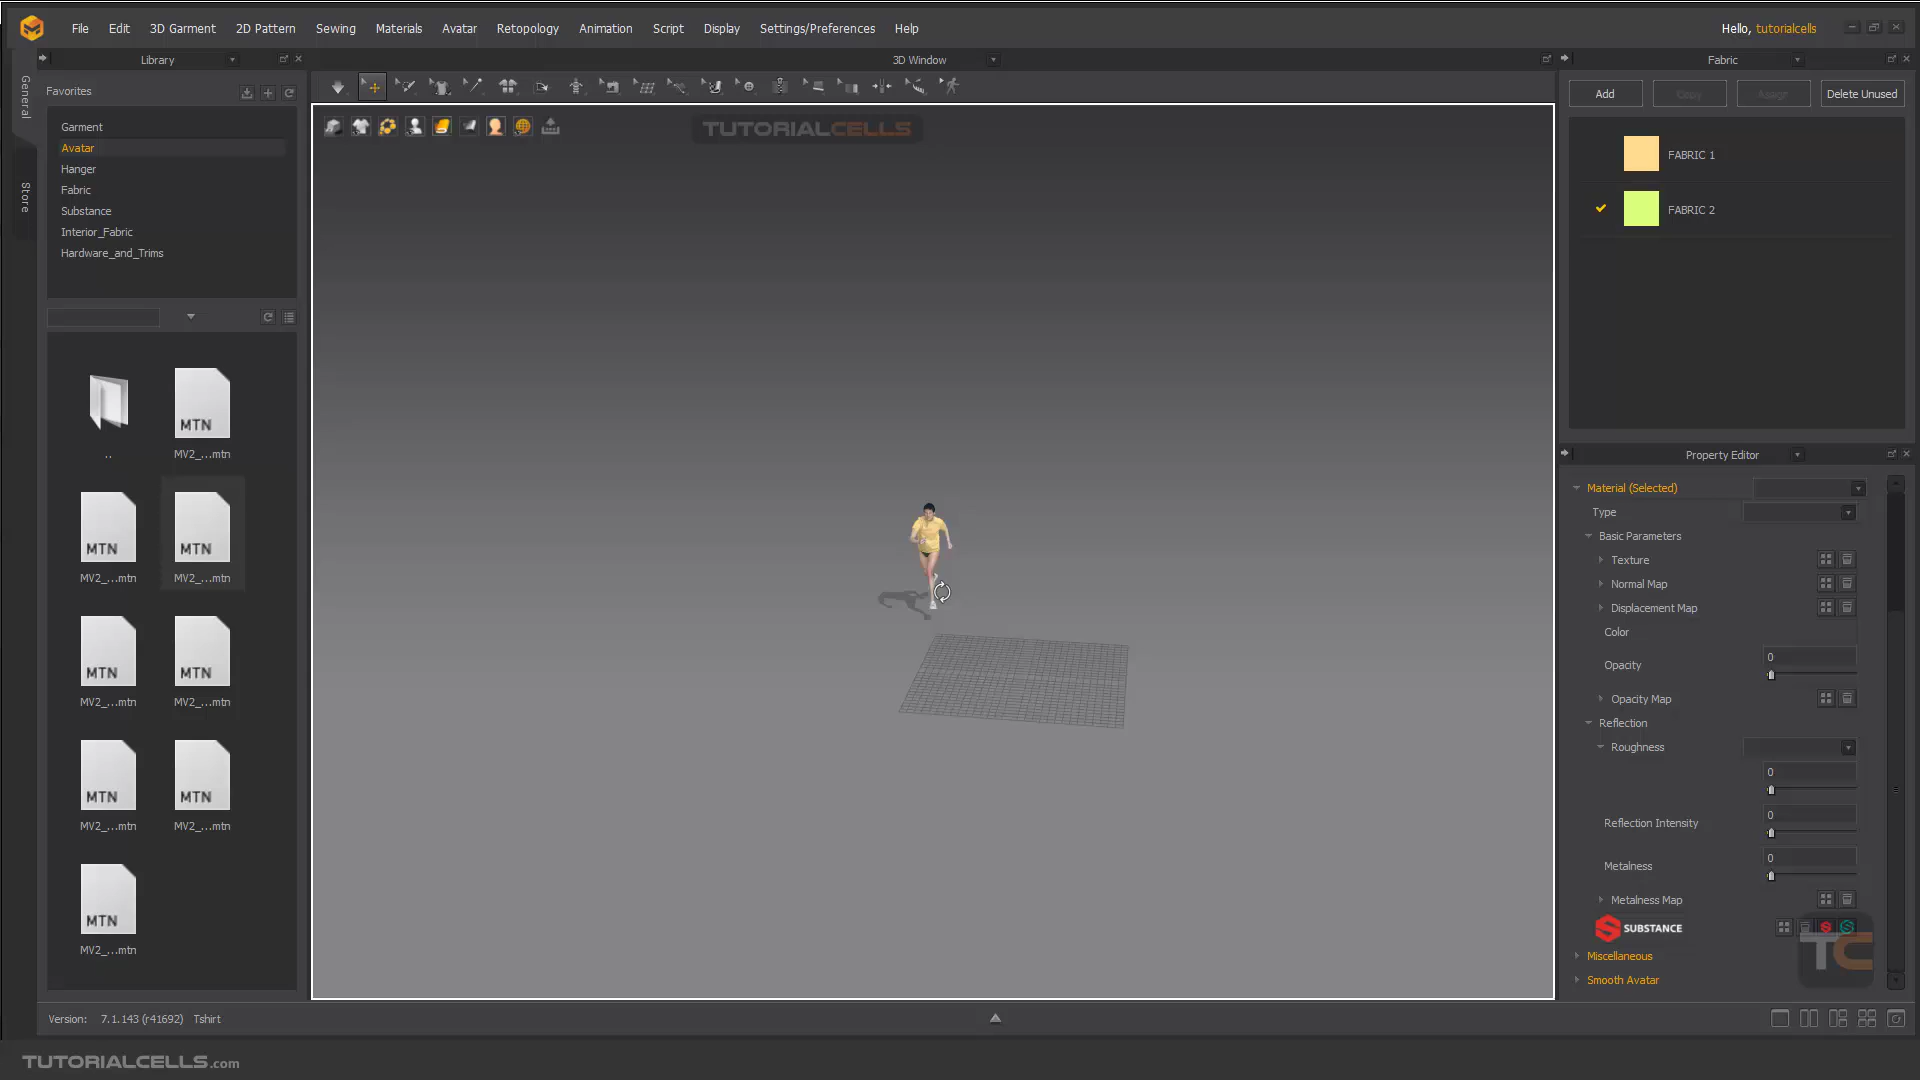 File Edit 3D Garment 2D Pattern Sewing Materials Avatar Retopology Animation Script Display Settings/Preferences Help Hello, tutorialcells
Library 3D Window Fabric
General
Store
Favorites
Garment
Avatar
Hanger
Fabric
Substance
Interior_Fabric
Hardware_and_Trims
..
MTN
MV2_...mtn
MTN MTN
MV2_...mtn MV2_...mtn
MTN MTN
MV2_...mtn MV2_...mtn
MTN MTN
MV2_...mtn MV2_...mtn
MTN
MV2_...mtn
TUTORIALCELLS
Add Copy Assign Delete Unused
FABRIC 1
FABRIC 2
Property Editor
Material (Selected)
Type
Basic Parameters
Texture
Normal Map
Displacement Map
Color
Opacity 0
Opacity Map
Reflection
Roughness
0
Reflection Intensity 0
Metalness 0
Metalness Map
SUBSTANCE
TC
Miscellaneous
Smooth Avatar
Version: 7.1.143 (r41692) Tshirt
TUTORIALCELLS.com